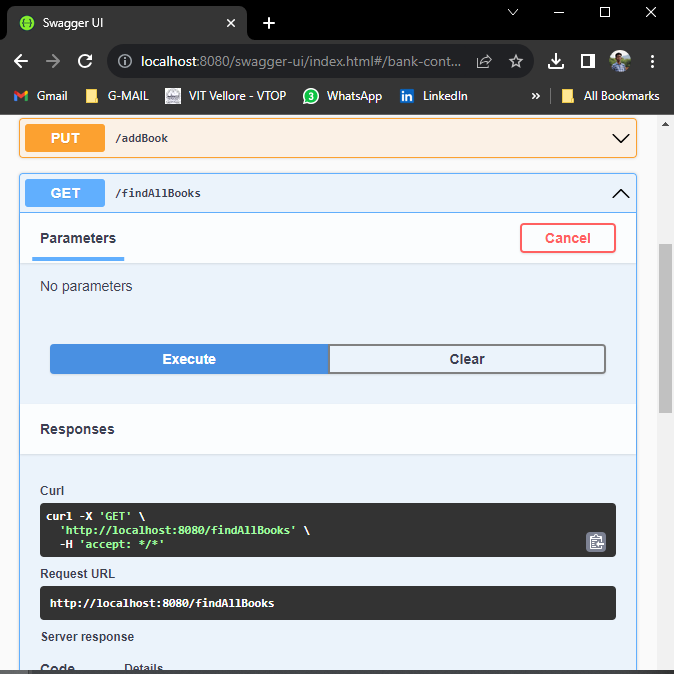 Swagger UI
localhost:8080/swagger-ui/index.html#/bank-cont...
Gmail
G-MAIL
VIT Vellore - VTOP
WhatsApp
LinkedIn
»
All Bookmarks
PUT /addBook
GET /findAllBooks
Parameters
Cancel
No parameters
Execute
Clear
Responses
Curl
curl -X 'GET' \
'http://localhost:8080/findAllBooks' \
-H 'accept: */*'
Request URL
http://localhost:8080/findAllBooks
Server response
Code Details